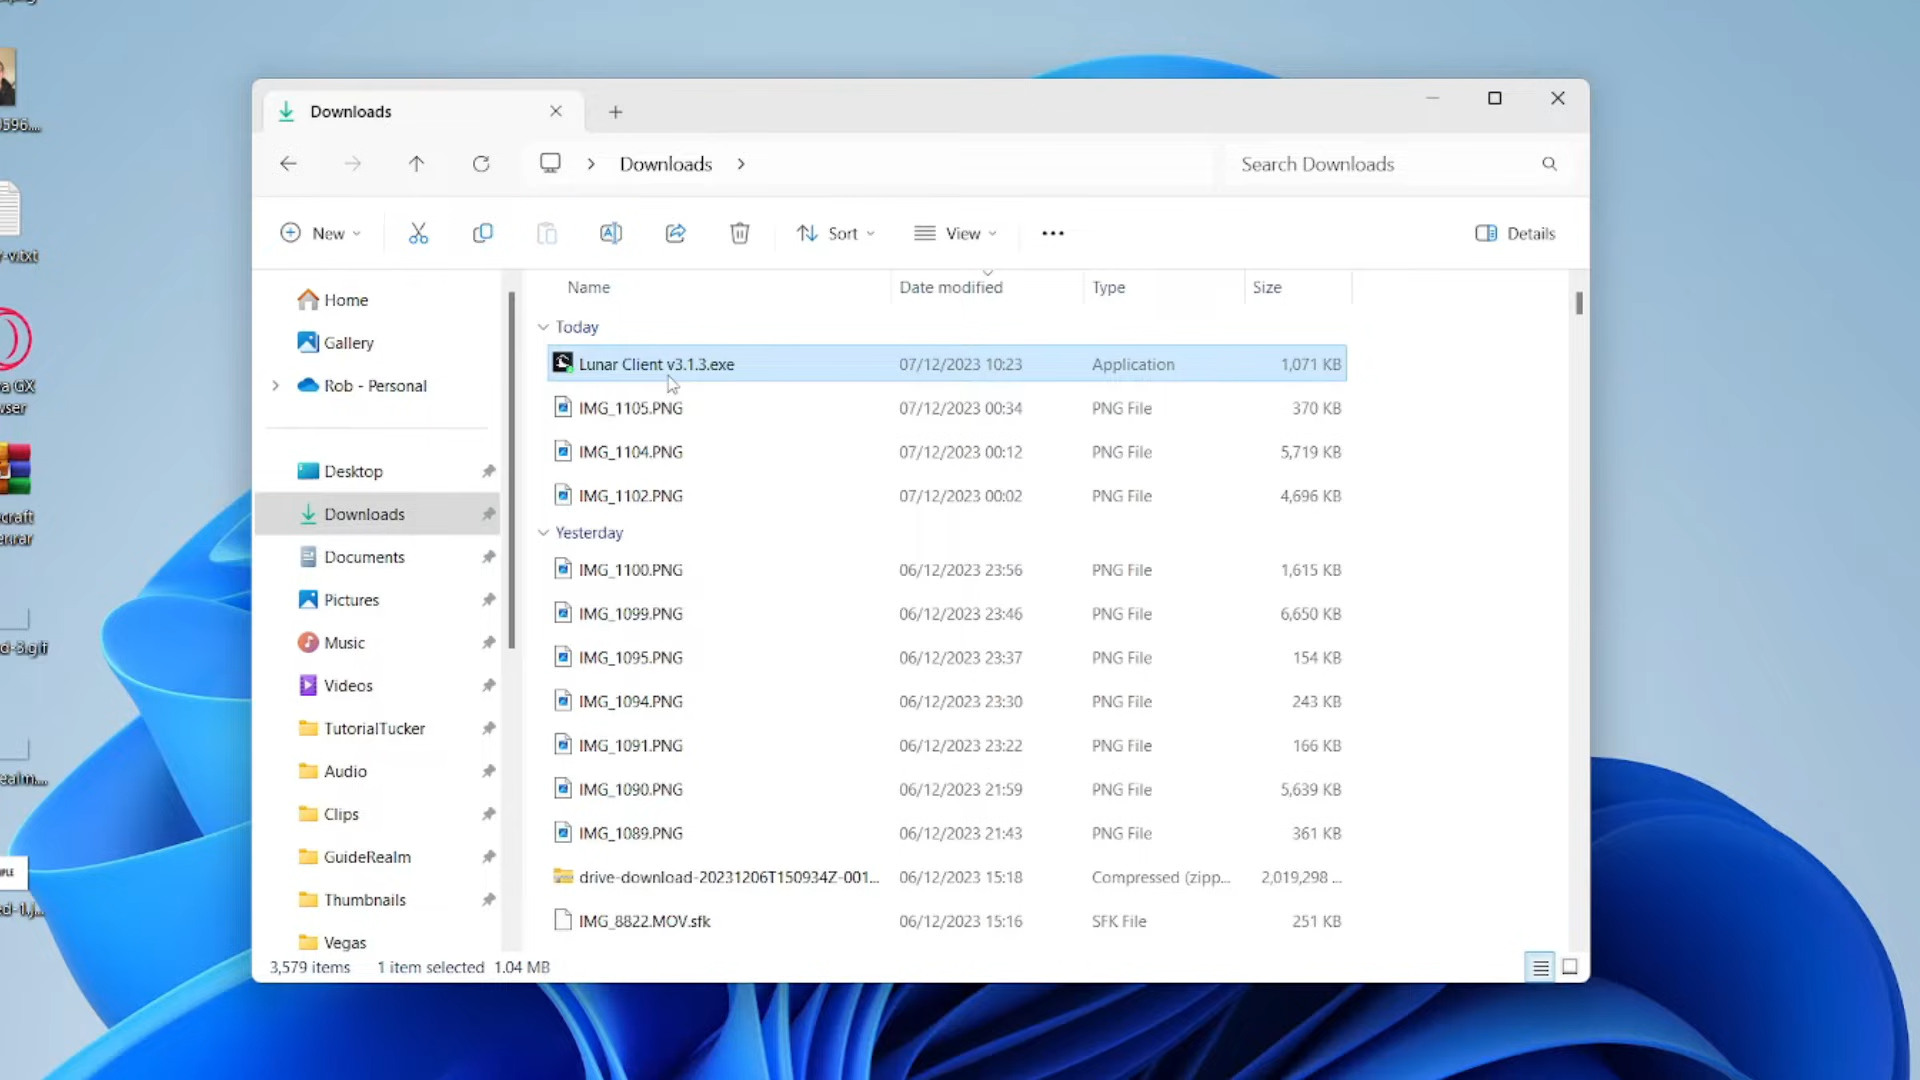 Downloads
Downloads
Search Downloads
New
Sort
View
Details
Name Date modified Type Size
Today
Lunar Client v3.1.3.exe 07/12/2023 10:23 Application 1,071 KB
IMG_1105.PNG 07/12/2023 00:34 PNG File 370 KB
IMG_1104.PNG 07/12/2023 00:12 PNG File 5,719 KB
IMG_1102.PNG 07/12/2023 00:02 PNG File 4,696 KB
Yesterday
IMG_1100.PNG 06/12/2023 23:56 PNG File 1,615 KB
IMG_1099.PNG 06/12/2023 23:46 PNG File 6,650 KB
IMG_1095.PNG 06/12/2023 23:37 PNG File 154 KB
IMG_1094.PNG 06/12/2023 23:30 PNG File 243 KB
IMG_1091.PNG 06/12/2023 23:22 PNG File 166 KB
IMG_1090.PNG 06/12/2023 21:59 PNG File 5,639 KB
IMG_1089.PNG 06/12/2023 21:43 PNG File 361 KB
drive-download-20231206T150934Z-001... 06/12/2023 15:18 Compressed (zipp... 2,019,298 ...
IMG_8822.MOV.sfk 06/12/2023 15:16 SFK File 251 KB
Home
Gallery
Rob - Personal
Desktop
Downloads
Documents
Pictures
Music
Videos
TutorialTucker
Audio
Clips
GuideRealm
Thumbnails
Vegas
3,579 items 1 item selected 1.04 MB